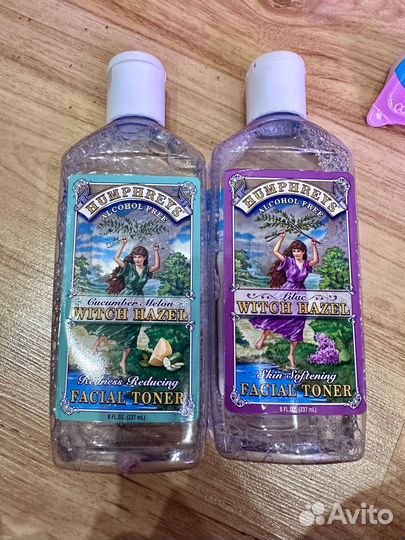 HUMPHREYS
ALCOHOL FREE
Cucumber Melon
WITCH HAZEL
Redness Reducing
FACIAL TONER
8 FL.OZ. (237 mL)
HUMPHREYS
ALCOHOL FREE
Lilac
WITCH HAZEL
Skin Softening
FACIAL TONER
8 FL.OZ. (237 mL)
Avito